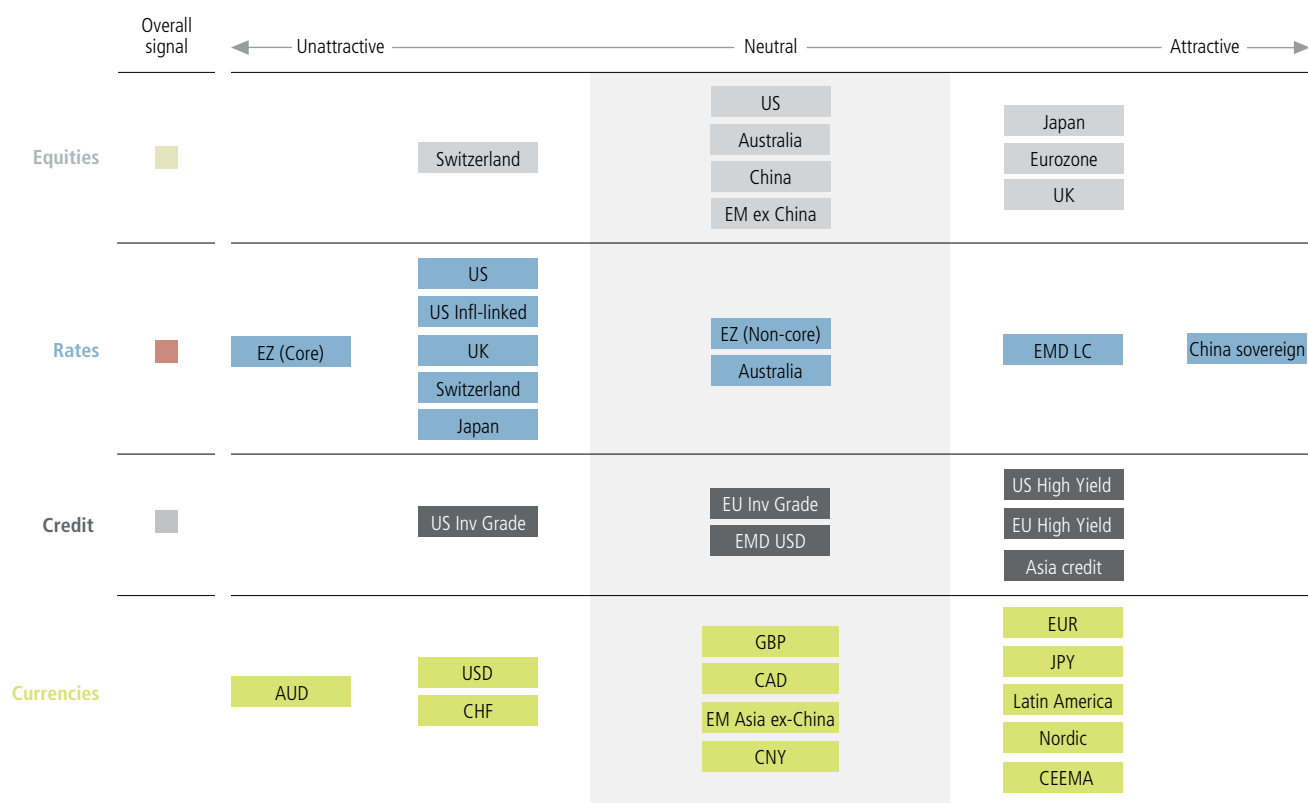 Overall
signal
Unattractive
Neutral
Attractive
Equities
Switzerland
US
Australia
China
EM ex China
Japan
Eurozone
UK
Rates
EZ (Core)
US
US Infl-linked
UK
Switzerland
Japan
EZ (Non-core)
Australia
EMD LC
China sovereign
Credit
US Inv Grade
EU Inv Grade
EMD USD
US High Yield
EU High Yield
Asia credit
Currencies
AUD
USD
CHF
GBP
CAD
EM Asia ex-China
CNY
EUR
JPY
Latin America
Nordic
CEEMA